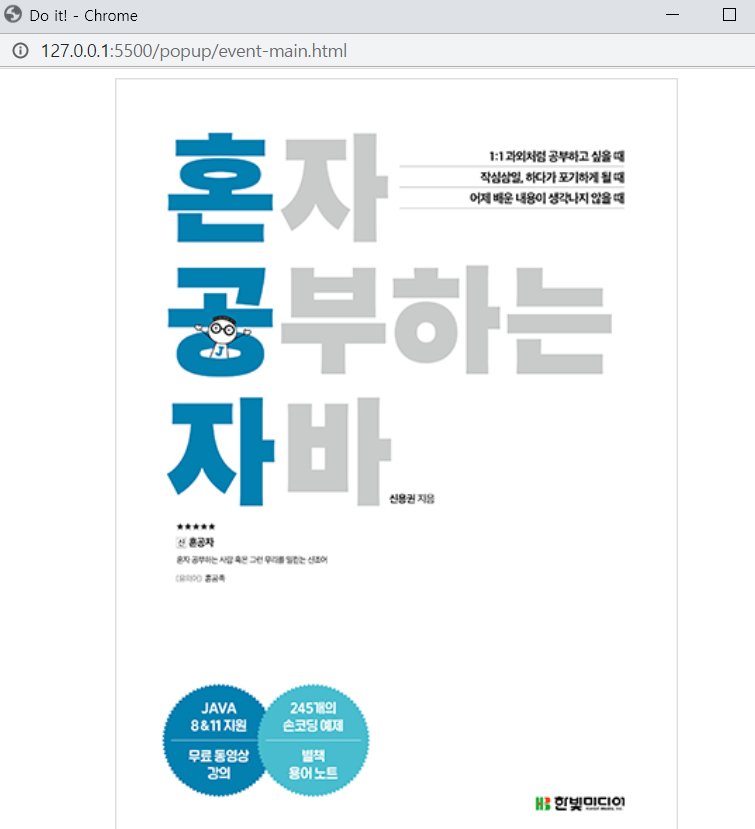 Do it! - Chrome
127.0.0.1:5500/popup/event-main.html
혼자
1:1 과외처럼 공부하고 싶을 때
작심삼일, 하다가 포기하게 될 때
어제 배운 내용이 생각나지 않을 때
공부하는
J
자바
신용권 지음
★★★★★
신 혼공자
혼자 공부하는 사람 혹은 그런 무리를 일컫는 신조어
(유의어) 혼공족
JAVA
8&11 지원
무료 동영상
강의
245개의
손코딩 예제
별책
용어 노트
HB 한빛미디어